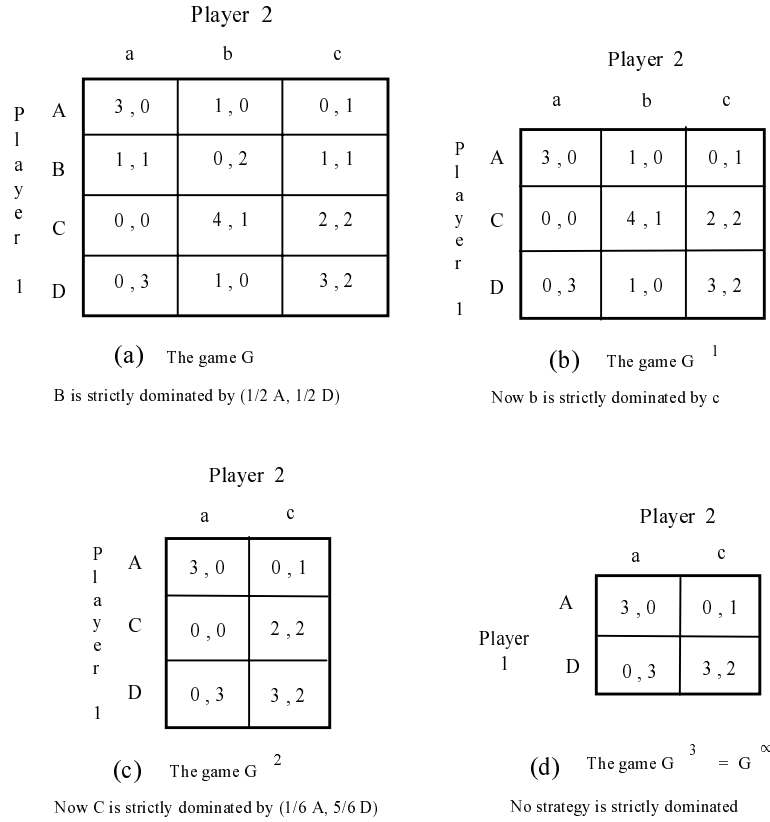 Player 2
a b c
Player 1
A 3 , 0 1 , 0 0 , 1
B 1 , 1 0 , 2 1 , 1
C 0 , 0 4 , 1 2 , 2
D 0 , 3 1 , 0 3 , 2
(a) The game G
B is strictly dominated by (1/2 A, 1/2 D)
Player 2
a b c
Player 1
A 3 , 0 1 , 0 0 , 1
C 0 , 0 4 , 1 2 , 2
D 0 , 3 1 , 0 3 , 2
(b) The game G 1
Now b is strictly dominated by c
Player 2
a c
Player 1
A 3 , 0 0 , 1
C 0 , 0 2 , 2
D 0 , 3 3 , 2
(c) The game G 2
Now C is strictly dominated by (1/6 A, 5/6 D)
Player 2
a c
Player
1
A 3 , 0 0 , 1
D 0 , 3 3 , 2
(d) The game G 3 = G ∞
No strategy is strictly dominated